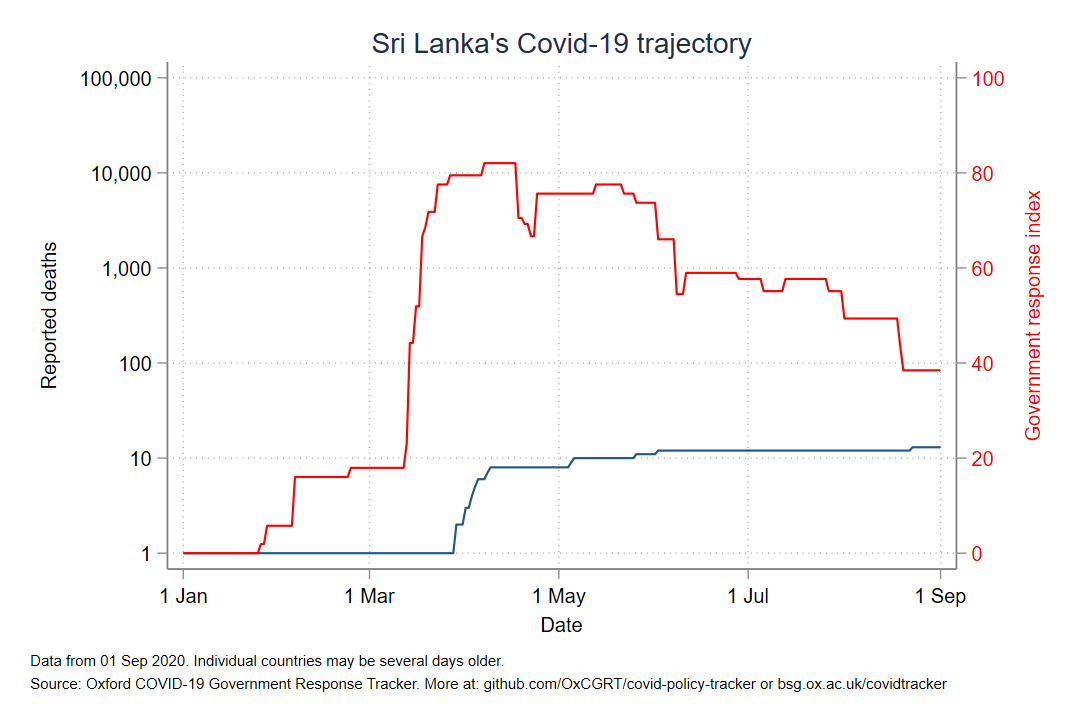 Sri Lanka's Covid-19 trajectory
100,000
10,000
1,000
100
10
1
Reported deaths
100
80
60
40
20
0
Government response index
1 Jan
1 Mar
1 May
1 Jul
1 Sep
Date
Data from 01 Sep 2020. Individual countries may be several days older.
Source: Oxford COVID-19 Government Response Tracker. More at: github.com/OxCGRT/covid-policy-tracker or bsg.ox.ac.uk/covidtracker